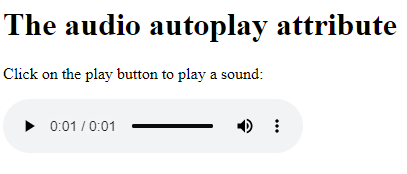 The audio autoplay attribute
Click on the play button to play a sound:
0:01 / 0:01